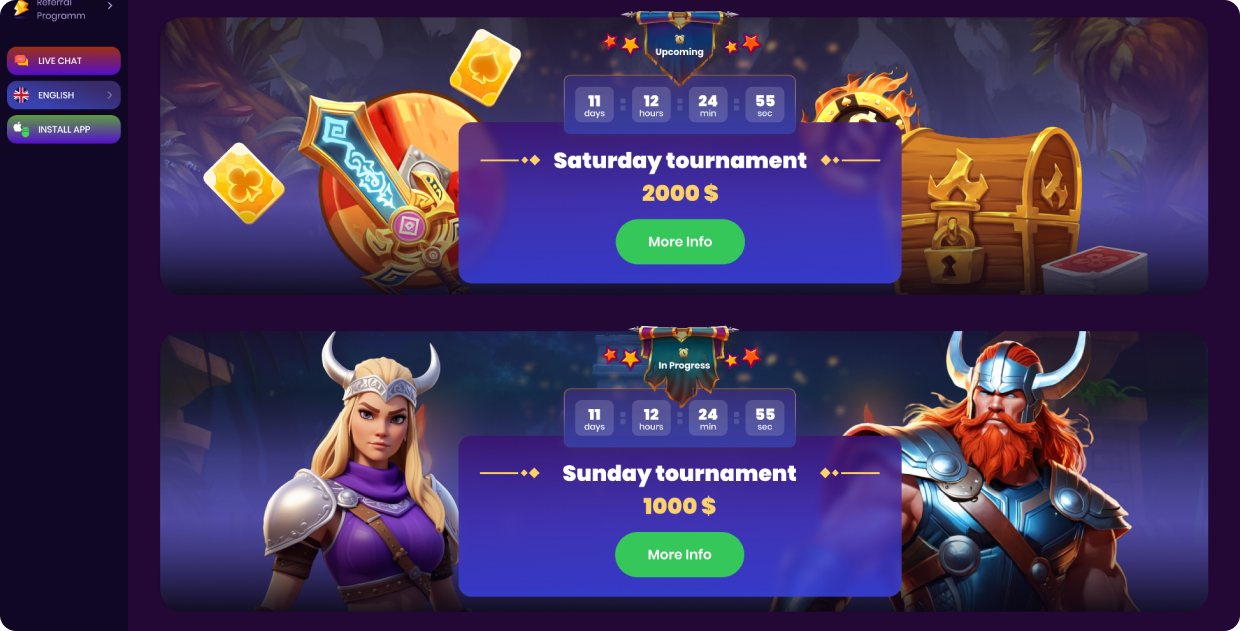 Referral
Programm
LIVE CHAT
ENGLISH
INSTALL APP
Upcoming
11 12 24 55
days hours min sec
Saturday tournament
2000 $
More Info
In Progress
11 12 24 55
days hours min sec
Sunday tournament
1000 $
More Info